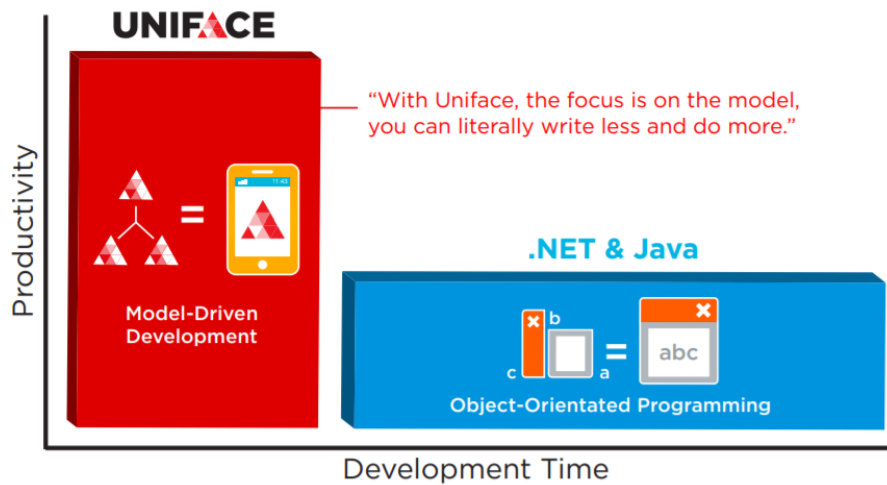 UNIFACE
"With Uniface, the focus is on the model,
you can literally write less and do more."
Productivity
11:43
=
Model-Driven
Development
.NET & Java
b
c
a
=
abc
Object-Orientated Programming
Development Time